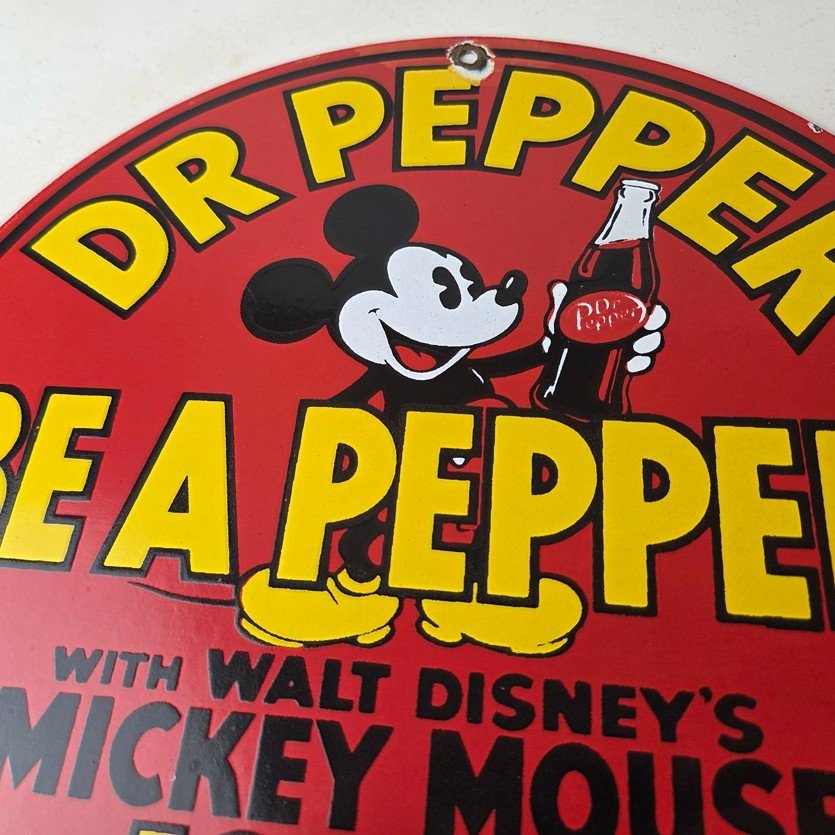 DR PEPPER
Dr
Pepper
BE A PEPPER
WITH WALT DISNEY'S
MICKEY MOUSE